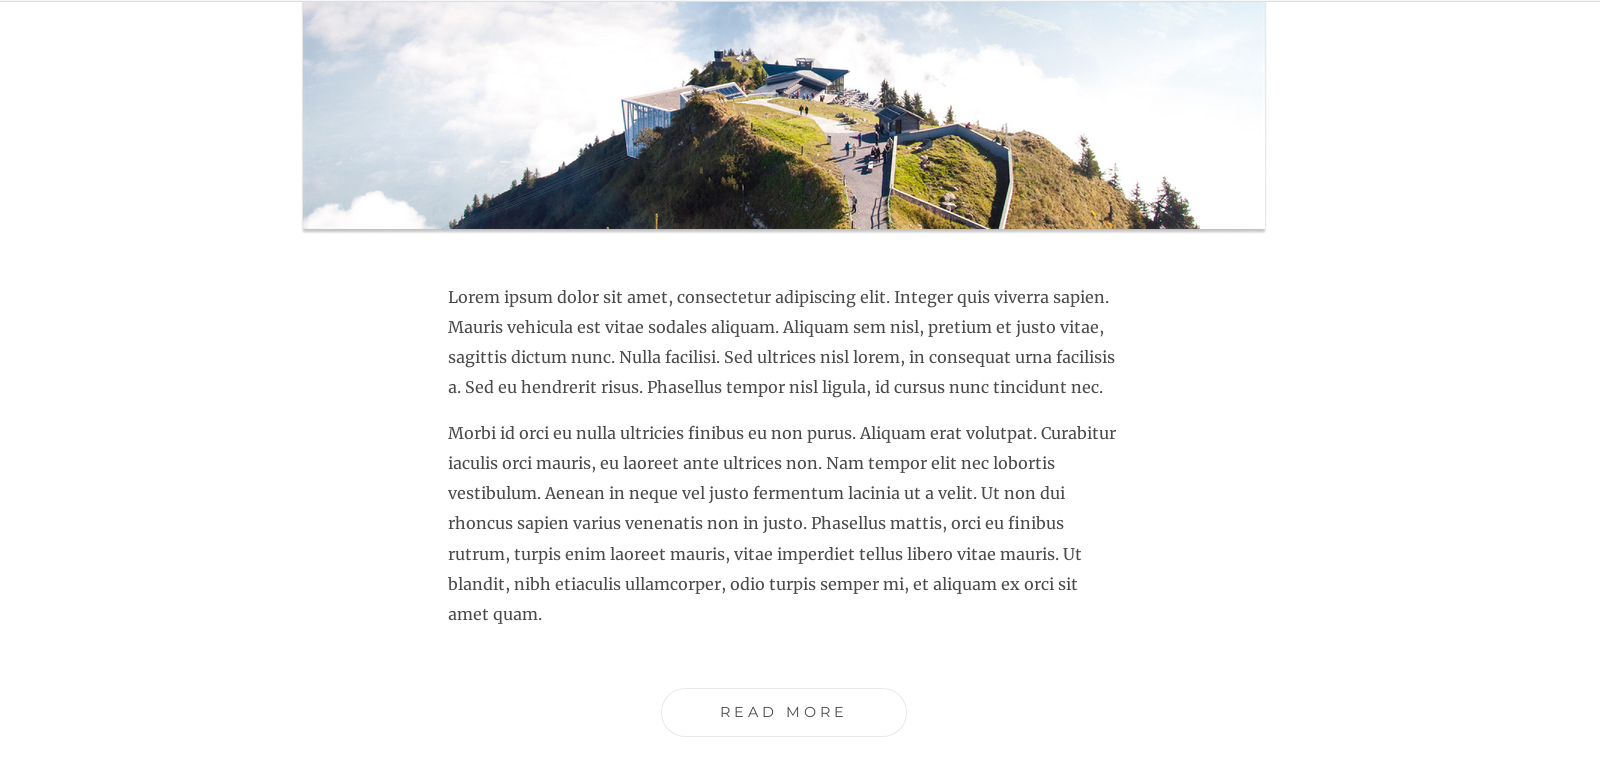 Lorem ipsum dolor sit amet, consectetur adipiscing elit. Integer quis viverra sapien.
Mauris vehicula est vitae sodales aliquam. Aliquam sem nisl, pretium et justo vitae,
sagittis dictum nunc. Nulla facilisi. Sed ultrices nisl lorem, in consequat urna facilisis
a. Sed eu hendrerit risus. Phasellus tempor nisl ligula, id cursus nunc tincidunt nec.
Morbi id orci eu nulla ultricies finibus eu non purus. Aliquam erat volutpat. Curabitur
iaculis orci mauris, eu laoreet ante ultrices non. Nam tempor elit nec lobortis
vestibulum. Aenean in neque vel justo fermentum lacinia ut a velit. Ut non dui
rhoncus sapien varius venenatis non in justo. Phasellus mattis, orci eu finibus
rutrum, turpis enim laoreet mauris, vitae imperdiet tellus libero vitae mauris. Ut
blandit, nibh etiaculis ullamcorper, odio turpis semper mi, et aliquam ex orci sit
amet quam.
READ MORE